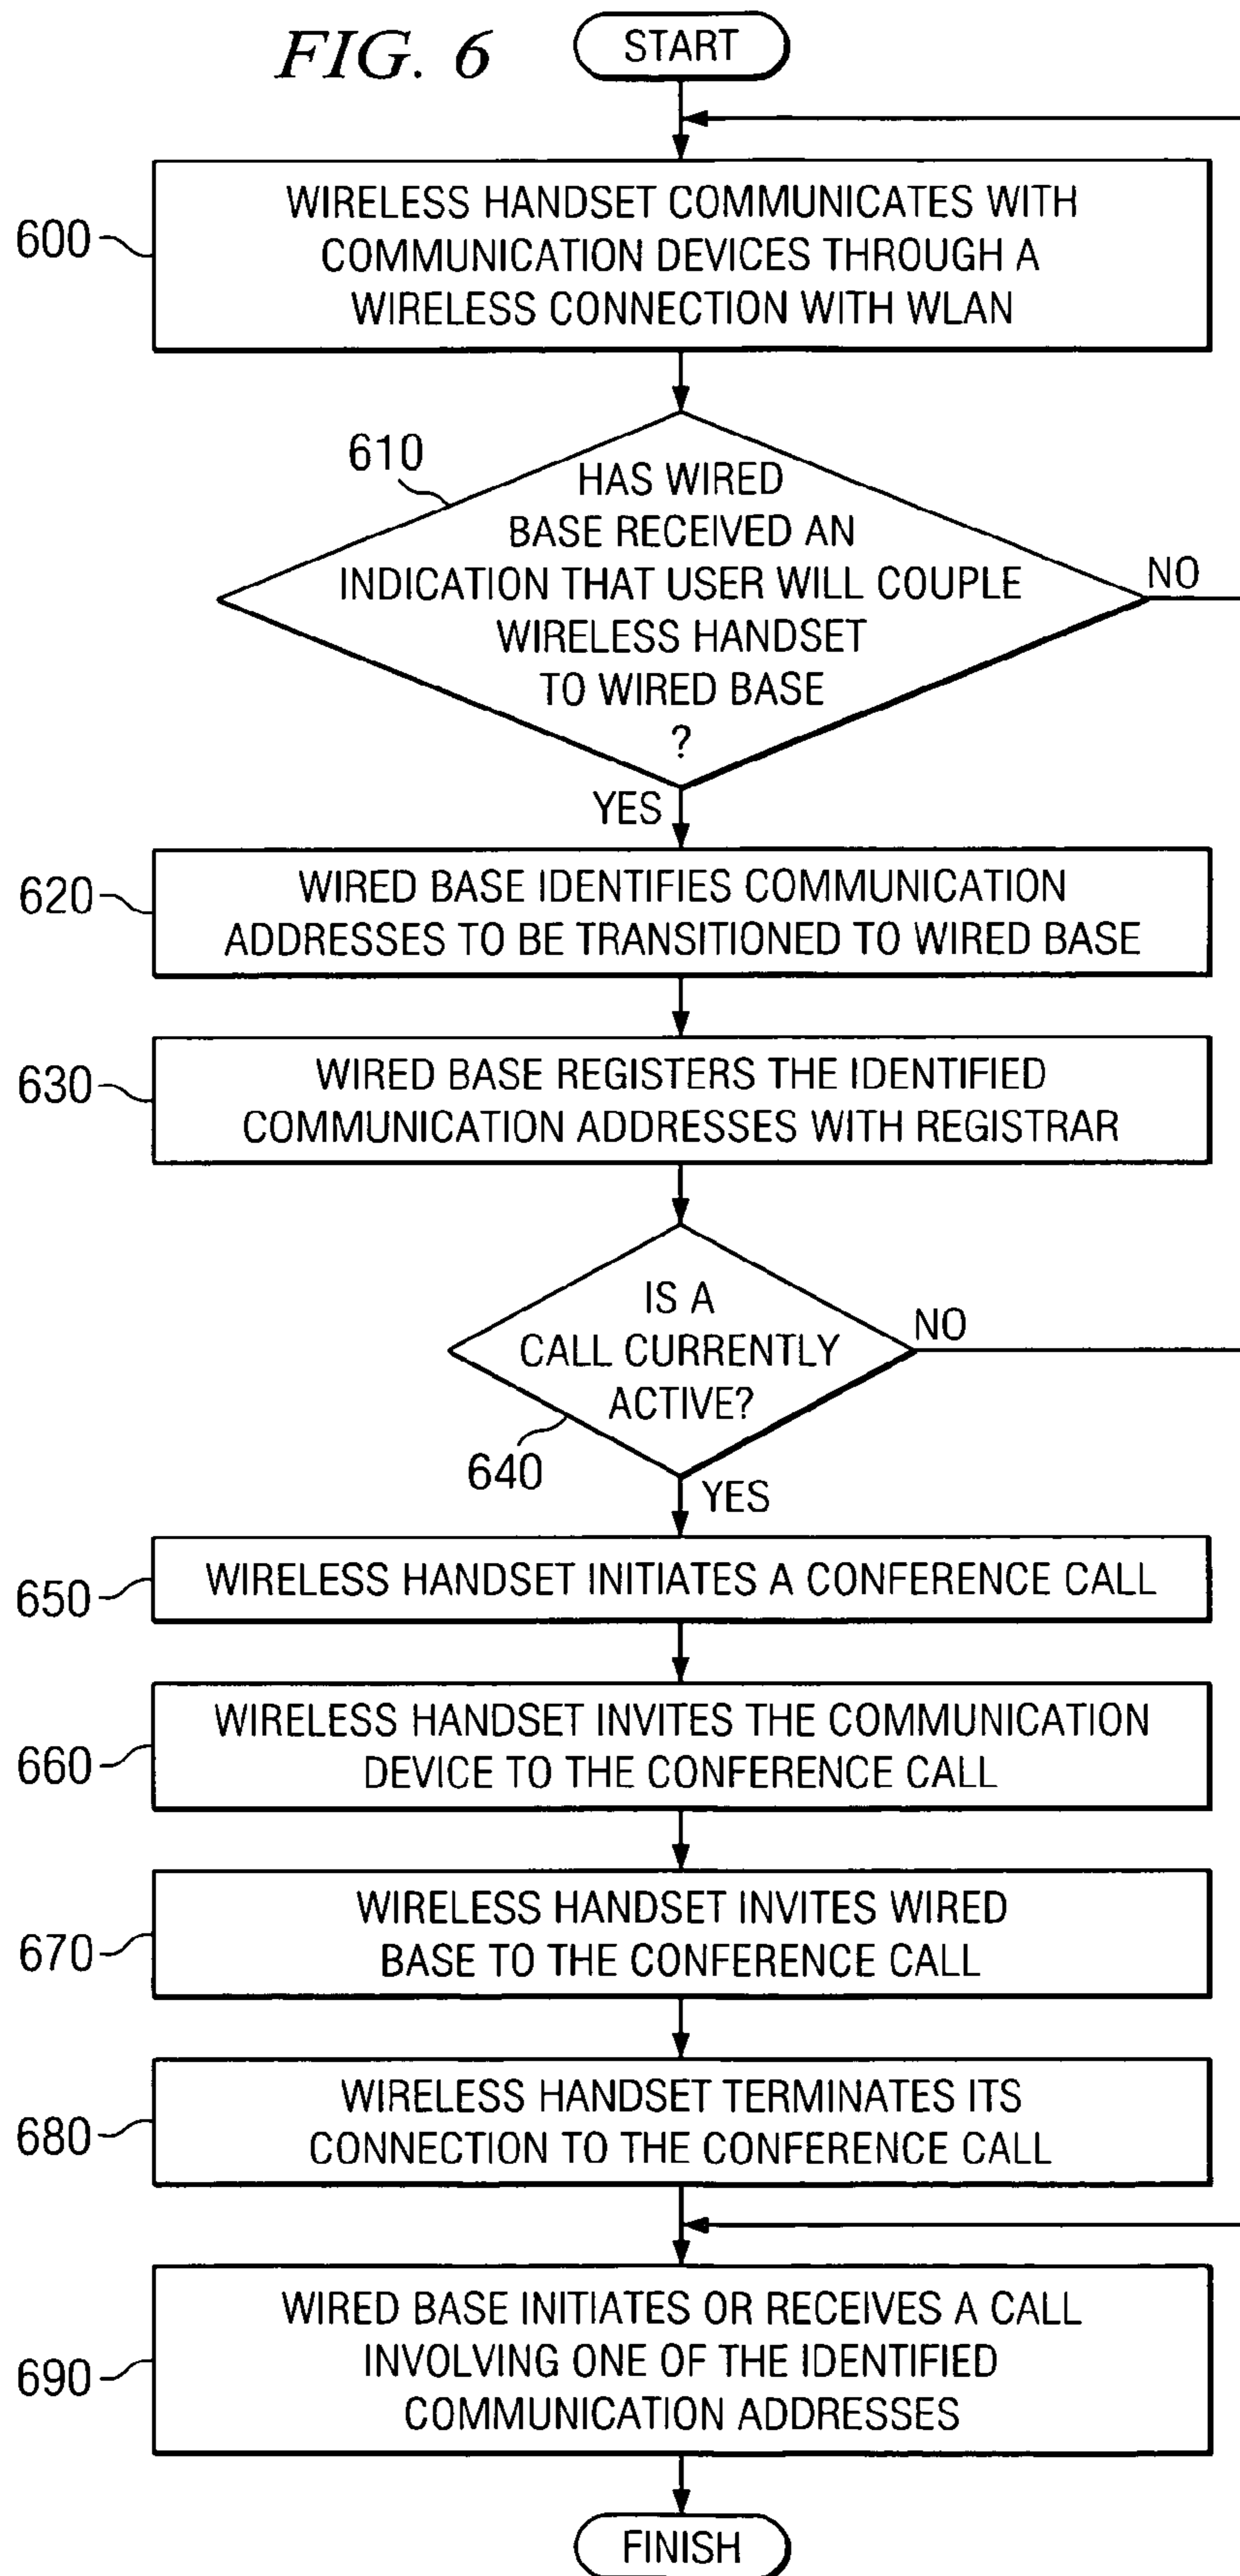 FIG. 6
START
600
WIRELESS HANDSET COMMUNICATES WITH
COMMUNICATION DEVICES THROUGH A
WIRELESS CONNECTION WITH WLAN
610
HAS WIRED
BASE RECEIVED AN
INDICATION THAT USER WILL COUPLE
WIRELESS HANDSET
TO WIRED BASE
?
NO
YES
620
WIRED BASE IDENTIFIES COMMUNICATION
ADDRESSES TO BE TRANSITIONED TO WIRED BASE
630
WIRED BASE REGISTERS THE IDENTIFIED
COMMUNICATION ADDRESSES WITH REGISTRAR
IS A
CALL CURRENTLY
ACTIVE?
NO
640
YES
650
WIRELESS HANDSET INITIATES A CONFERENCE CALL
660
WIRELESS HANDSET INVITES THE COMMUNICATION
DEVICE TO THE CONFERENCE CALL
670
WIRELESS HANDSET INVITES WIRED
BASE TO THE CONFERENCE CALL
680
WIRELESS HANDSET TERMINATES ITS
CONNECTION TO THE CONFERENCE CALL
690
WIRED BASE INITIATES OR RECEIVES A CALL
INVOLVING ONE OF THE IDENTIFIED
COMMUNICATION ADDRESSES
FINISH